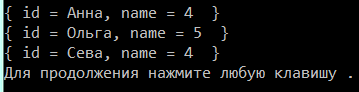 { id = Анна, name = 4  }
{ id = Ольга, name = 5  }
{ id = Сева, name = 4  }
Для продолжения нажмите любую клавишу .